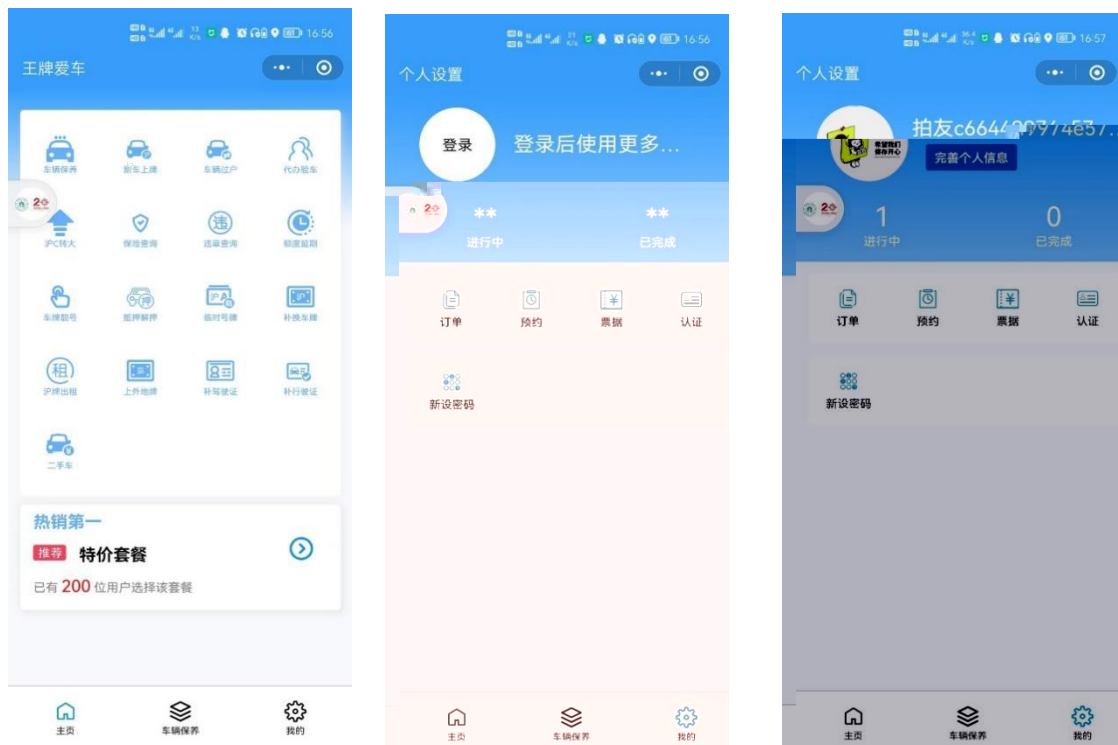 16:56
王牌爱车
车辆保养
新车上牌
车辆过户
代办验车
沪C转大
保险查询
违章查询
额度延期
车牌靓号
抵押解押
临时号牌
补换车牌
沪牌出租
上外地牌
补驾驶证
补行驶证
二手车
热销第一
推荐 特价套餐
已有 200 位用户选择该套餐
主页
车辆保养
我的
16:56
个人设置
登录
登录后使用更多...
**
**
进行中
已完成
订单
预约
票据
认证
新设密码
主页
车辆保养
我的
16:57
个人设置
完善个人信息
1
0
进行中
已完成
订单
预约
票据
认证
新设密码
主页
车辆保养
我的